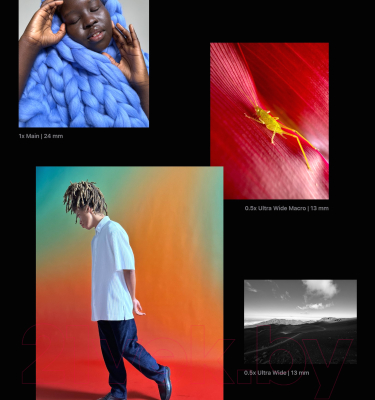 1x Main | 24 mm
0.5x Ultra Wide Macro | 13 mm
0.5x Ultra Wide | 13 mm